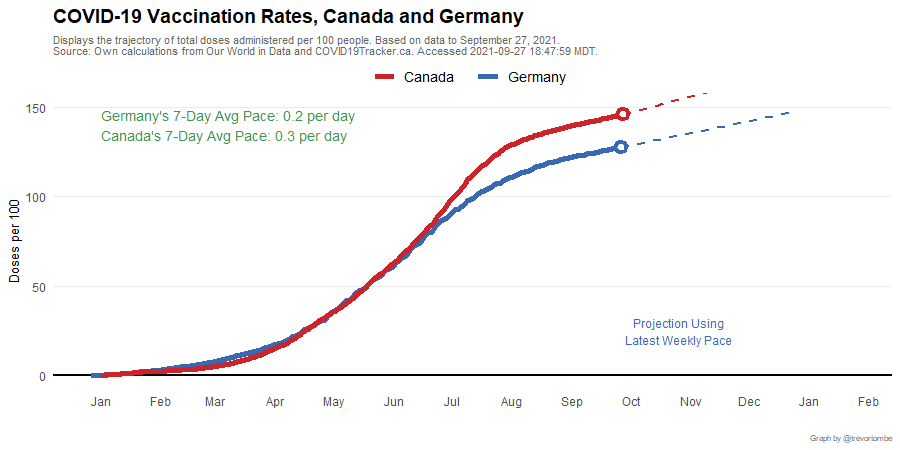 COVID-19 Vaccination Rates, Canada and Germany
Displays the trajectory of total doses administered per 100 people. Based on data to September 27, 2021.
Source: Own calculations from Our World in Data and COVID19Tracker.ca. Accessed 2021-09-27 18:47:59 MDT.
Canada Germany
Germany's 7-Day Avg Pace: 0.2 per day
Canada's 7-Day Avg Pace: 0.3 per day
Doses per 100
150
100
50
0
Projection Using
Latest Weekly Pace
Jan Feb Mar Apr May Jun Jul Aug Sep Oct Nov Dec Jan Feb
Graph by @trevortombe